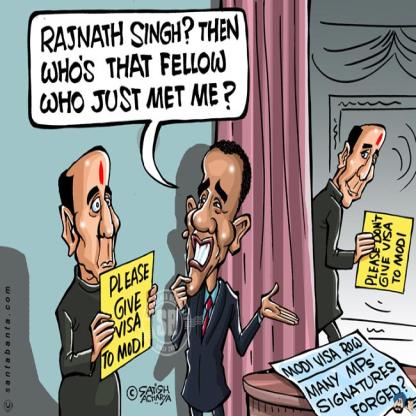 RAJNATH SINGH? THEN
WHO'S THAT FELLOW
WHO JUST MET ME?
PLEASE
GIVE
VISA
TO MODI
PLEASE DON'T
GIVE VISA
TO MODI
MODI VISA ROW
MANY MPs'
SIGNATURES
FORGED?
© SATISH
ACHARYA
santabanta.com